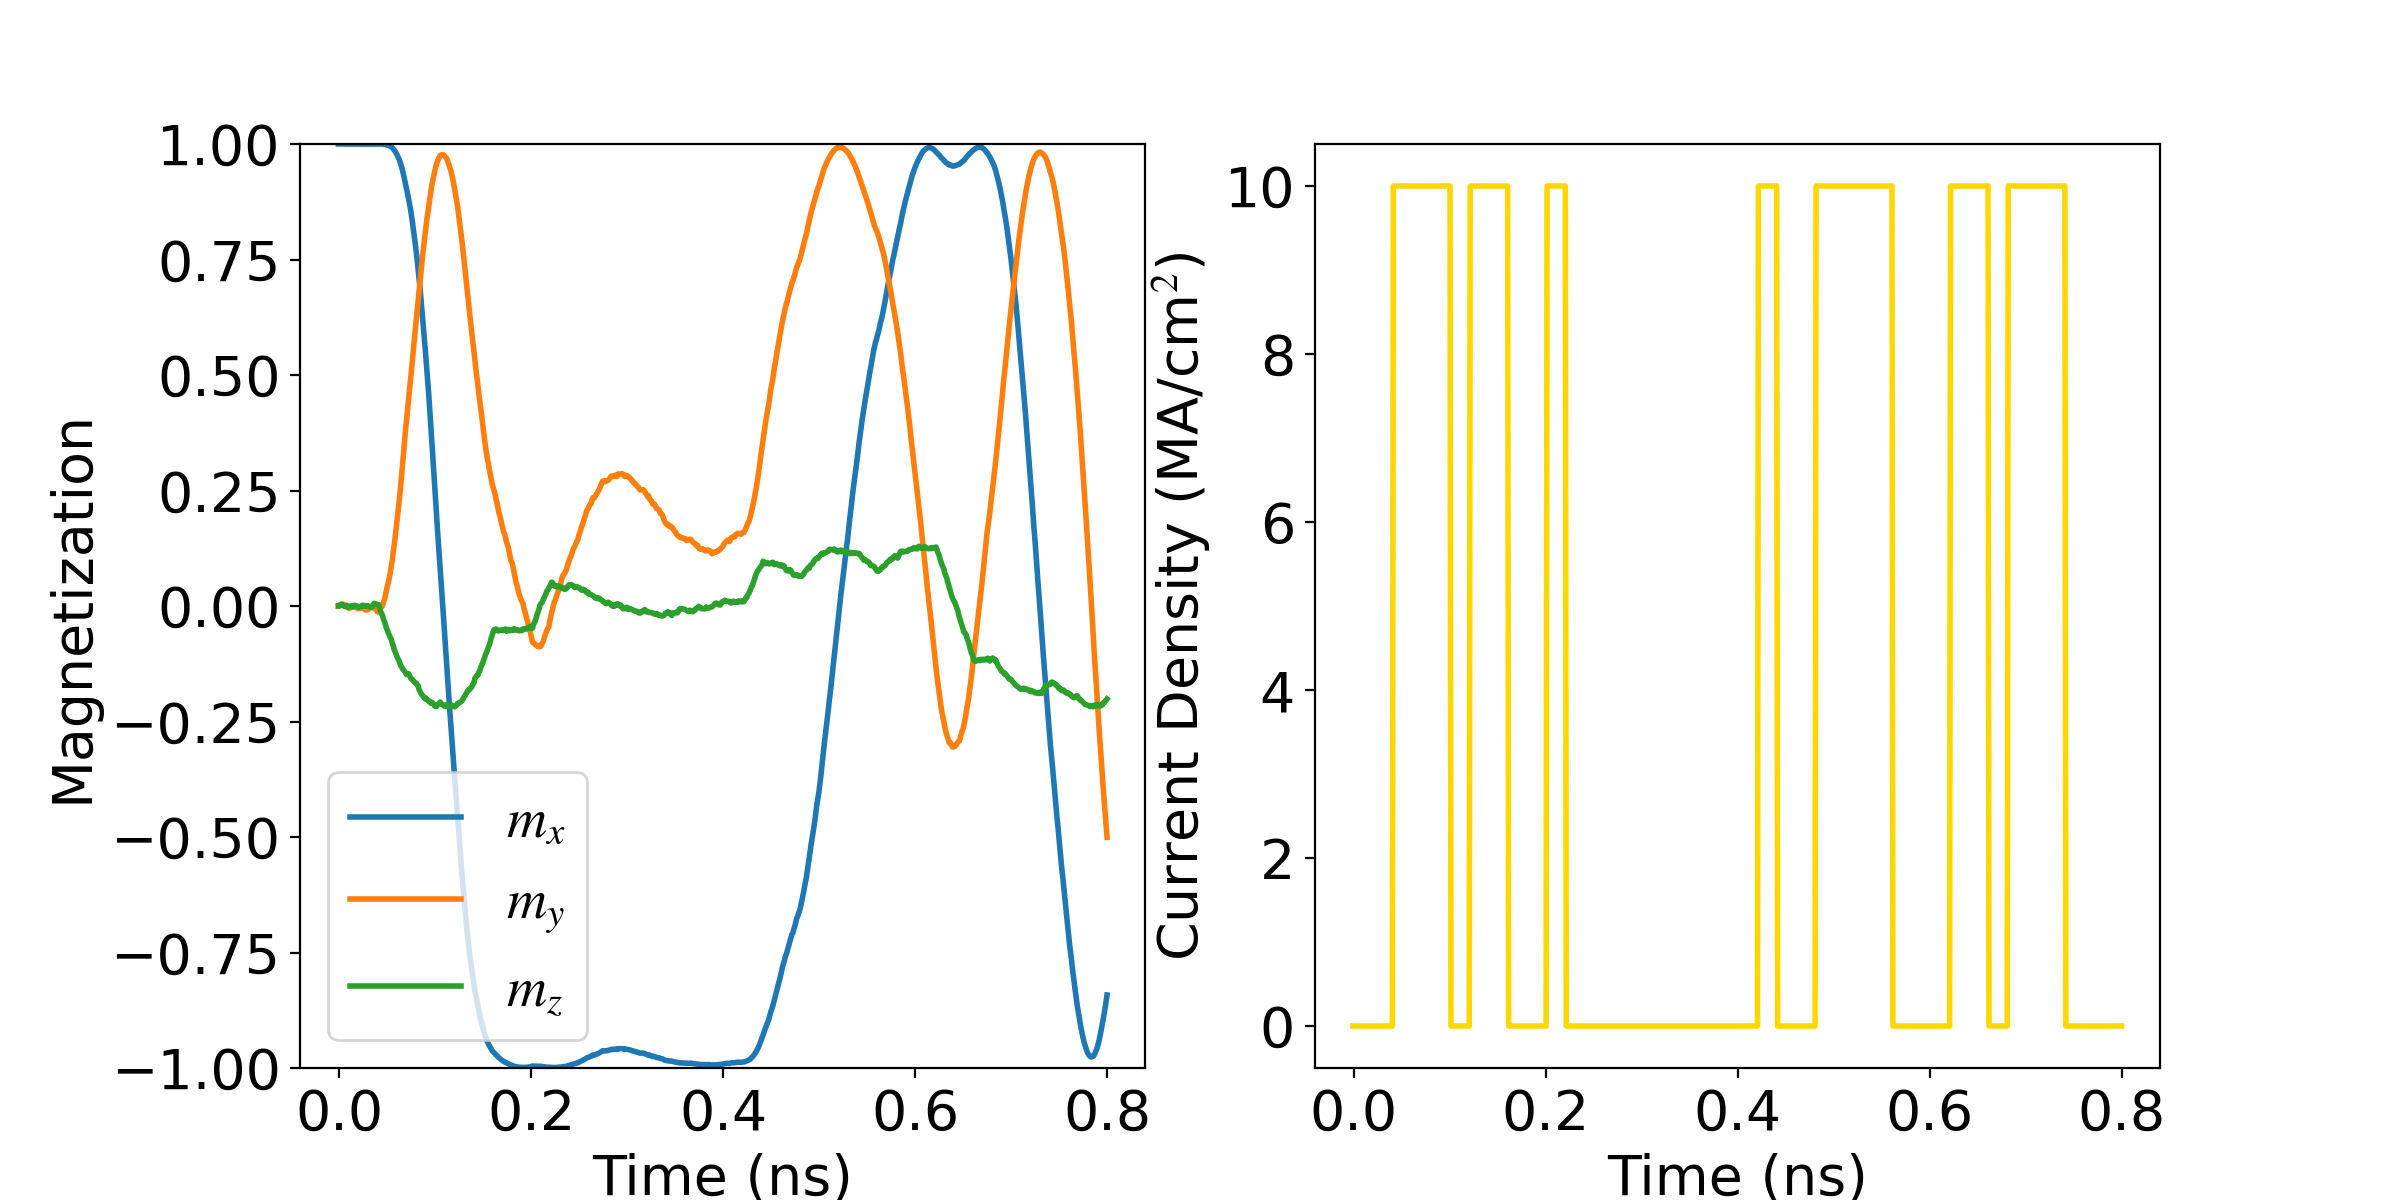 1.00
0.75
0.50
0.25
0.00
−0.25
−0.50
−0.75
−1.00
Magnetization
0.0 0.2 0.4 0.6 0.8
Time (ns)
m_x
m_y
m_z
10
8
6
4
2
0
Current Density (MA/cm²)
0.0 0.2 0.4 0.6 0.8
Time (ns)